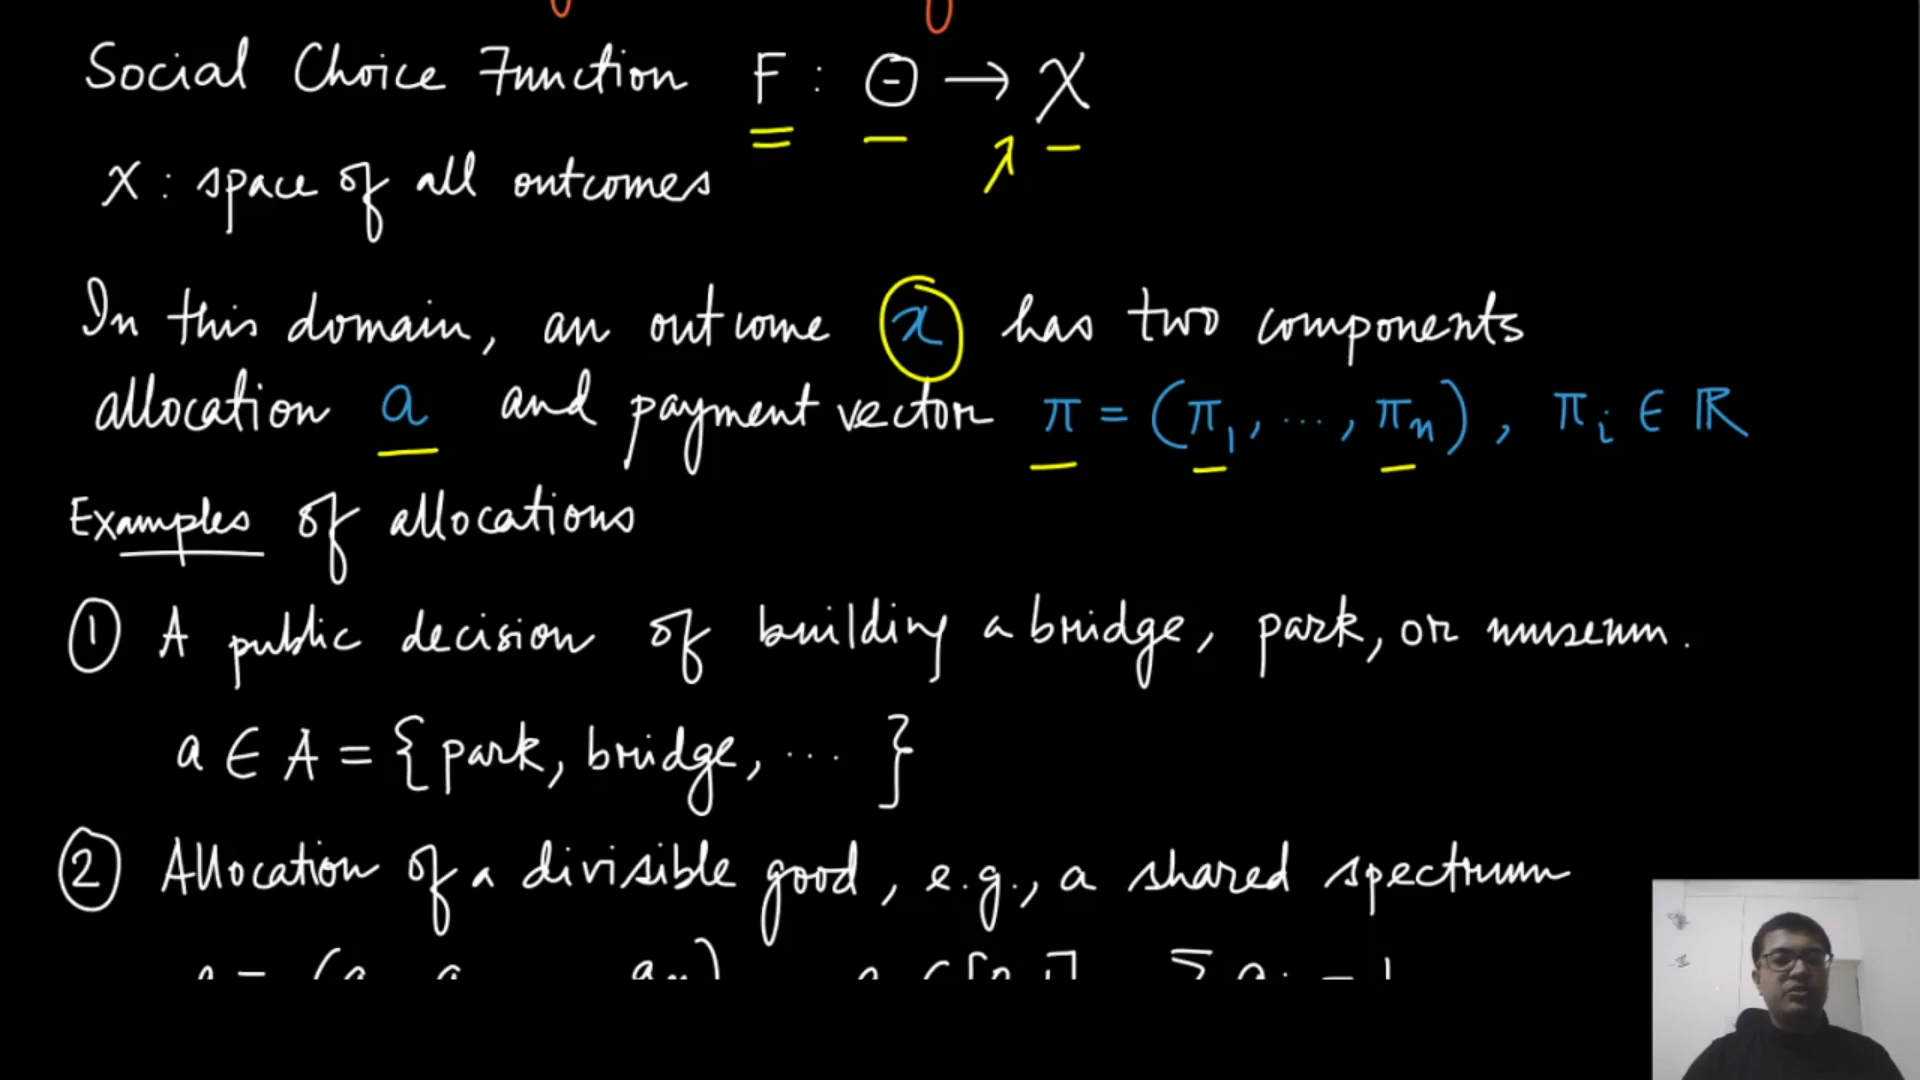 Social Choice Function F : Θ → X
X : space of all outcomes
In this domain, an outcome x has two components
allocation a and payment vector π = (π₁, ..., πₙ), πᵢ ∈ ℝ
Examples of allocations
① A public decision of building a bridge, park, or museum.
a ∈ A = {park, bridge, ... }
② Allocation of a divisible good, e.g., a shared spectrum